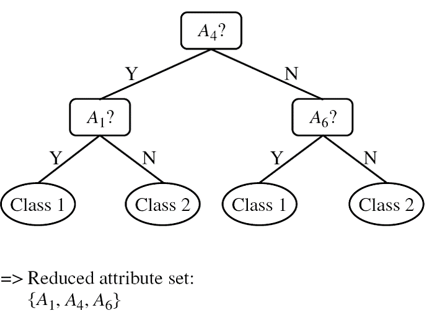 A4?
Y
N
A1?
A6?
Y
N
Y
N
Class 1
Class 2
Class 1
Class 2
=> Reduced attribute set:
{A1, A4, A6}